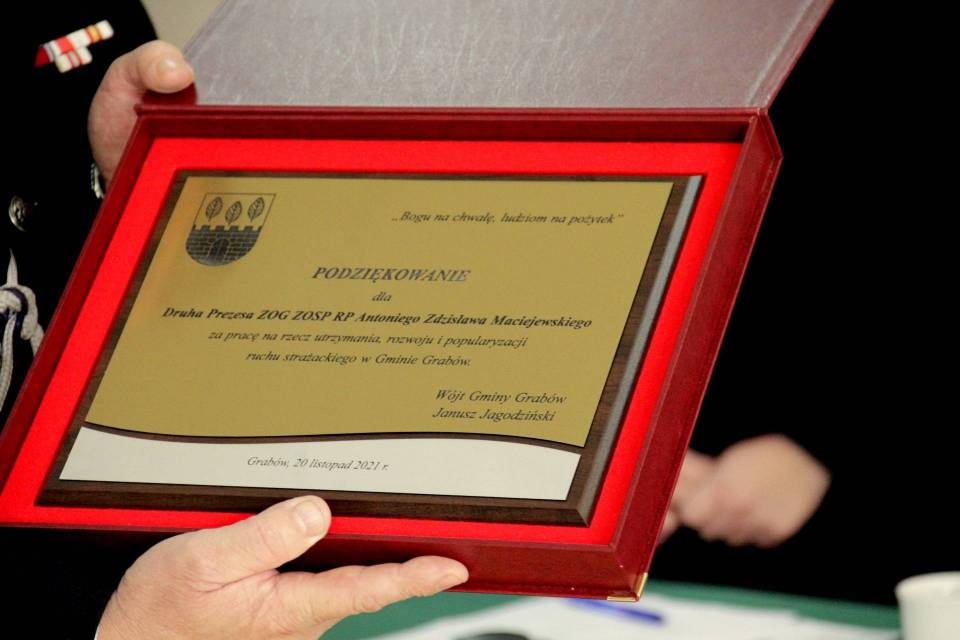 „Bogu na chwałę, ludziom na pożytek”
PODZIĘKOWANIE
dla
Druha Prezesa ZOG ZOSP RP Antoniego Zdzisława Maciejewskiego
za pracę na rzecz utrzymania, rozwoju i popularyzacji
ruchu strażackiego w Gminie Grabów.
Wójt Gminy Grabów
Janusz Jagodziński
Grabów, 20 listopad 2021 r.